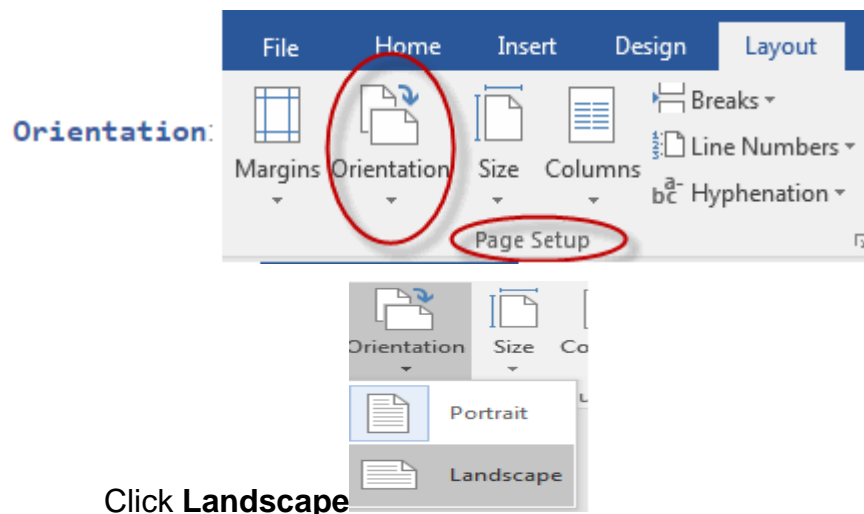 File Home Insert Design Layout
Orientation:
Breaks
Line Numbers
Margins Orientation Size Columns
Hyphenation
Page Setup
Orientation Size Co
Portrait
Landscape
Click Landscape